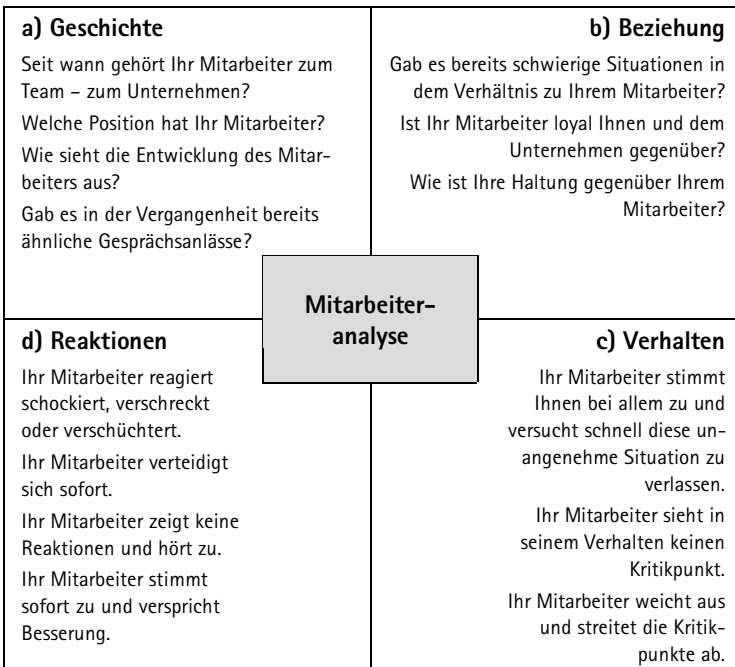 a) Geschichte
Seit wann gehört Ihr Mitarbeiter zum
Team – zum Unternehmen?
Welche Position hat Ihr Mitarbeiter?
Wie sieht die Entwicklung des Mitar-
beiters aus?
Gab es in der Vergangenheit bereits
ähnliche Gesprächsanlässe?
b) Beziehung
Gab es bereits schwierige Situationen in
dem Verhältnis zu Ihrem Mitarbeiter?
Ist Ihr Mitarbeiter loyal Ihnen und dem
Unternehmen gegenüber?
Wie ist Ihre Haltung gegenüber Ihrem
Mitarbeiter?
Mitarbeiter-
analyse
d) Reaktionen
Ihr Mitarbeiter reagiert
schockiert, verschreckt
oder verschüchtert.
Ihr Mitarbeiter verteidigt
sich sofort.
Ihr Mitarbeiter zeigt keine
Reaktionen und hört zu.
Ihr Mitarbeiter stimmt
sofort zu und verspricht
Besserung.
c) Verhalten
Ihr Mitarbeiter stimmt
Ihnen bei allem zu und
versucht schnell diese un-
angenehme Situation zu
verlassen.
Ihr Mitarbeiter sieht in
seinem Verhalten keinen
Kritikpunkt.
Ihr Mitarbeiter weicht aus
und streitet die Kritik-
punkte ab.